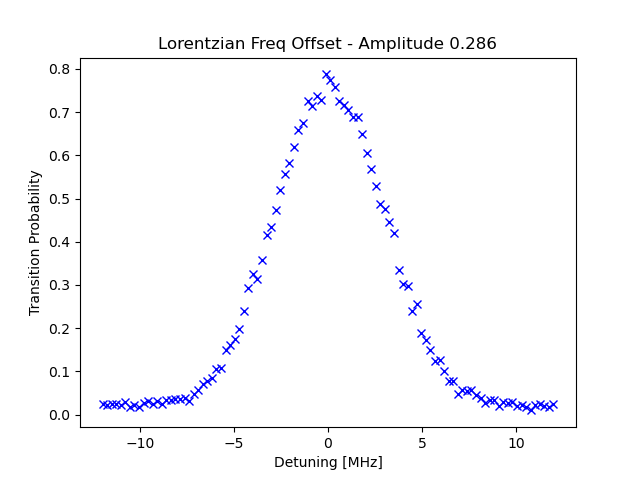 Lorentzian Freq Offset - Amplitude 0.286
Transition Probability
0.8
0.7
0.6
0.5
0.4
0.3
0.2
0.1
0.0
−10 −5 0 5 10
Detuning [MHz]